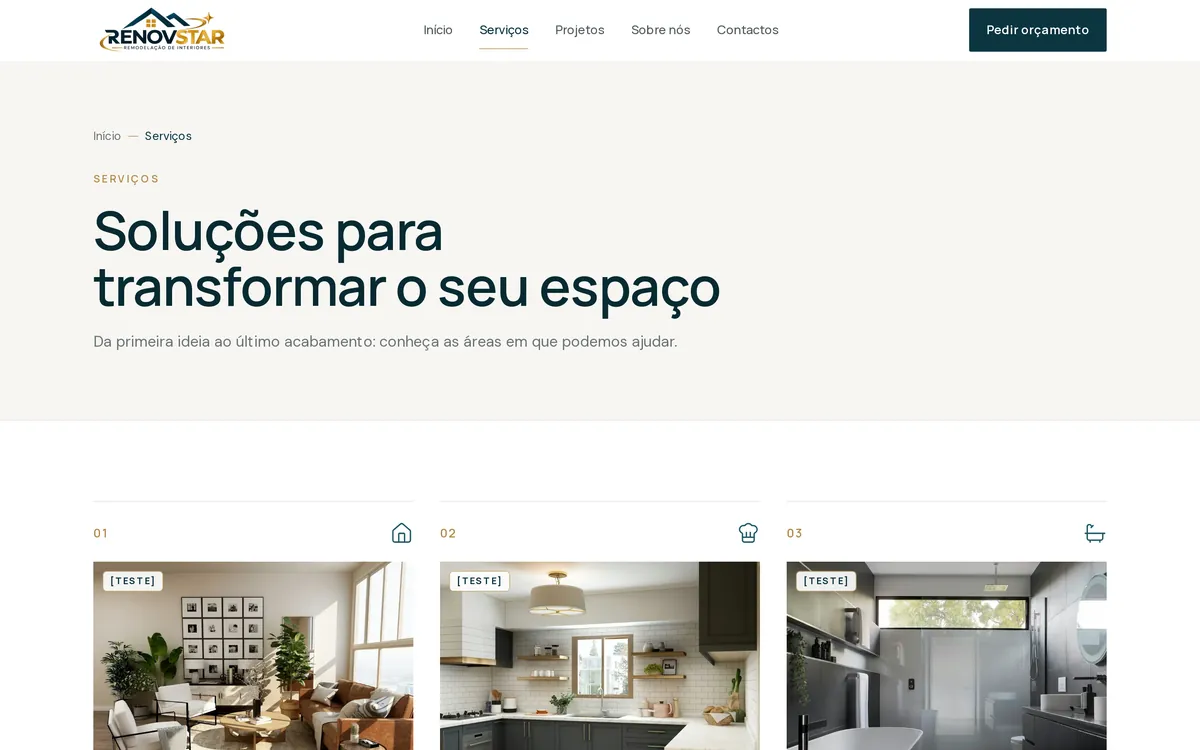 RENOVSTAR
REMODELAÇÃO DE INTERIORES
Início
Serviços
Projetos
Sobre nós
Contactos
Pedir orçamento
Início — Serviços
SERVIÇOS
Soluções para
transformar o seu espaço
Da primeira ideia ao último acabamento: conheça as áreas em que podemos ajudar.
01
02
03
[TESTE]
[TESTE]
[TESTE]